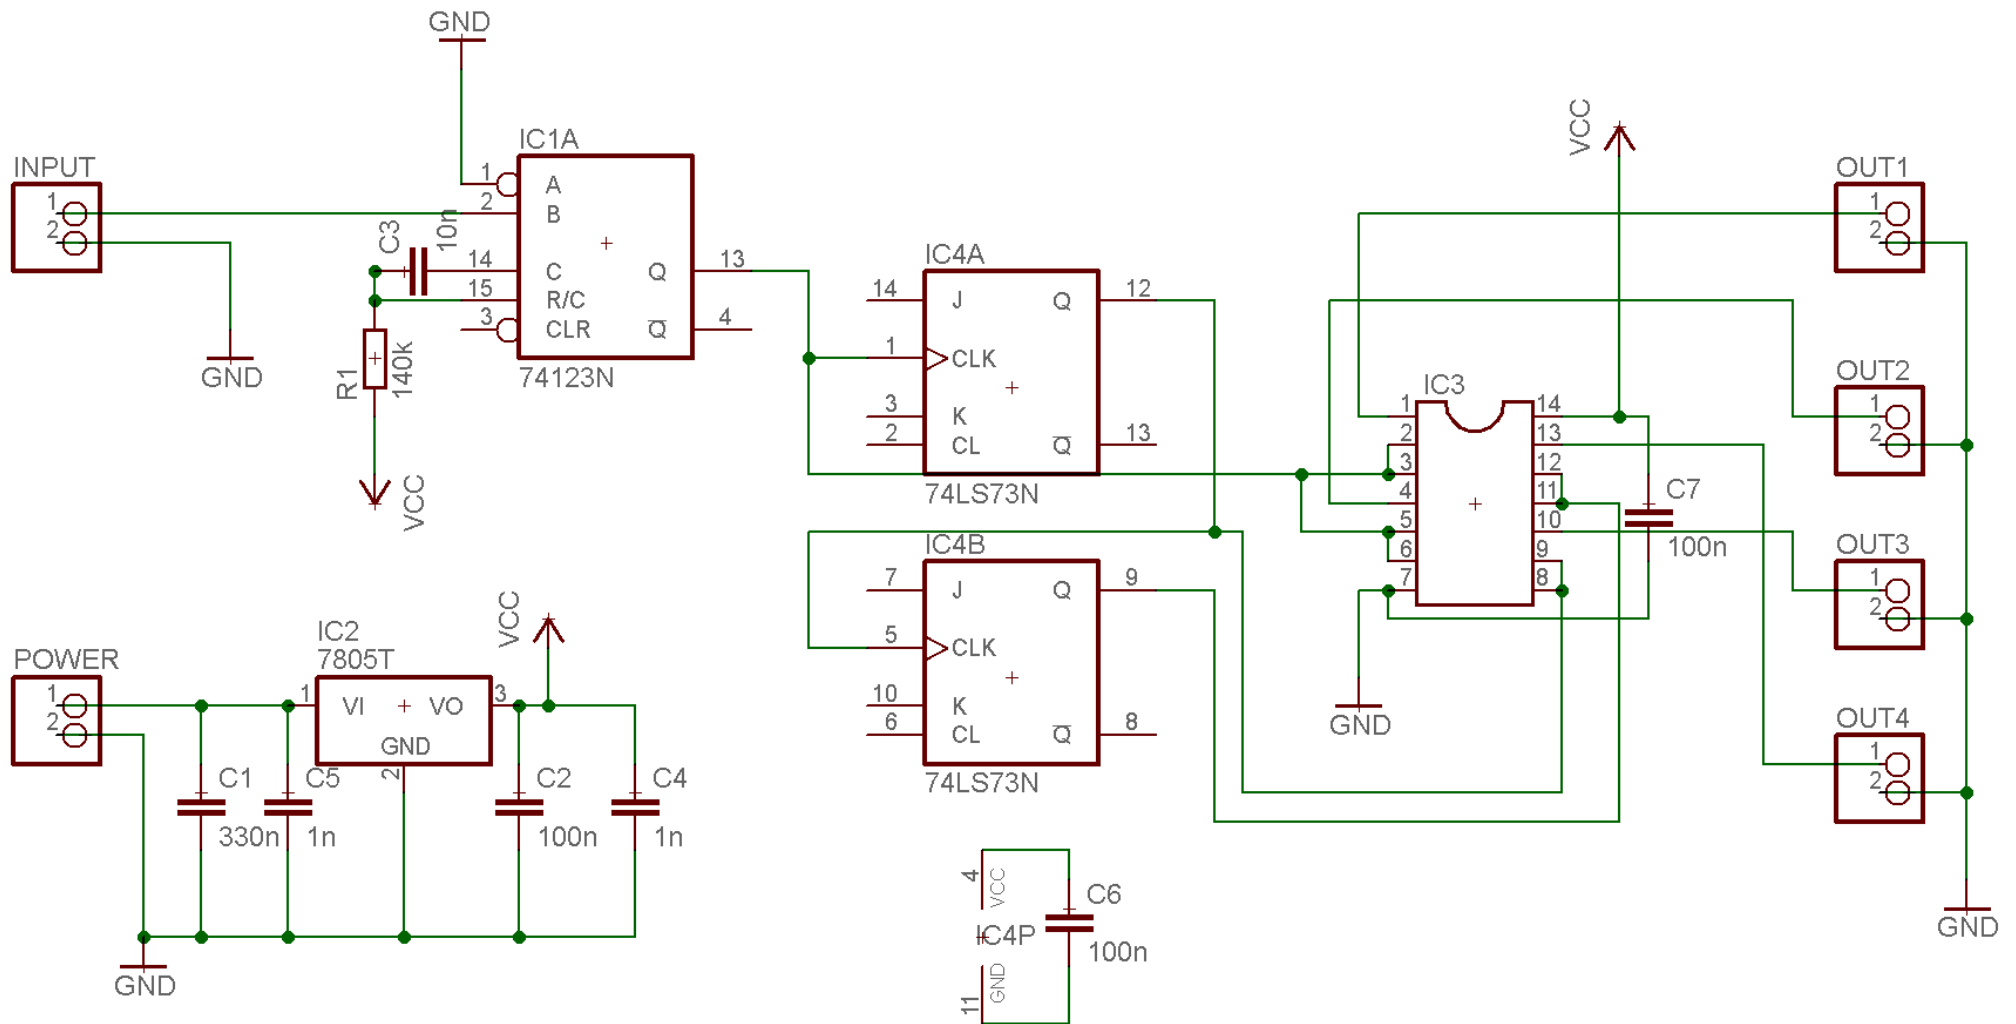 GND
INPUT
1
2
GND
IC1A
1
2
14
15
3
A
B
C
R/C
CLR
Q
Q
13
4
74123N
C3
10n
R1
140k
VCC
IC4A
14
1
3
2
J
CLK
K
CL
Q
Q
12
13
74LS73N
IC4B
7
5
10
6
J
CLK
K
CL
Q
Q
9
8
74LS73N
VCC
IC3
1
2
3
4
5
6
7
14
13
12
11
10
9
8
C7
100n
GND
OUT1
1
2
OUT2
1
2
OUT3
1
2
OUT4
1
2
GND
POWER
1
2
IC2
7805T
1
VI
VO
3
GND
2
VCC
C1
330n
C5
1n
C2
100n
C4
1n
GND
4
VCC
IC4P
GND
11
C6
100n